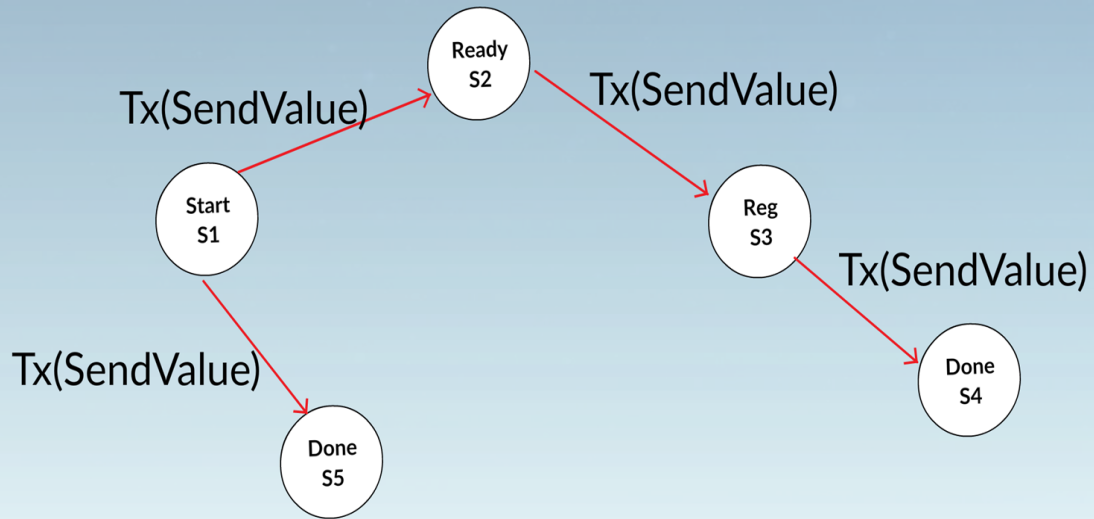 Ready
S2
Tx(SendValue)
Tx(SendValue)
Start
S1
Reg
S3
Tx(SendValue)
Tx(SendValue)
Done
S4
Done
S5